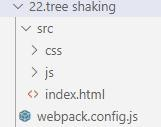 22.tree shaking
src
css
js
<> index.html
webpack.config.js